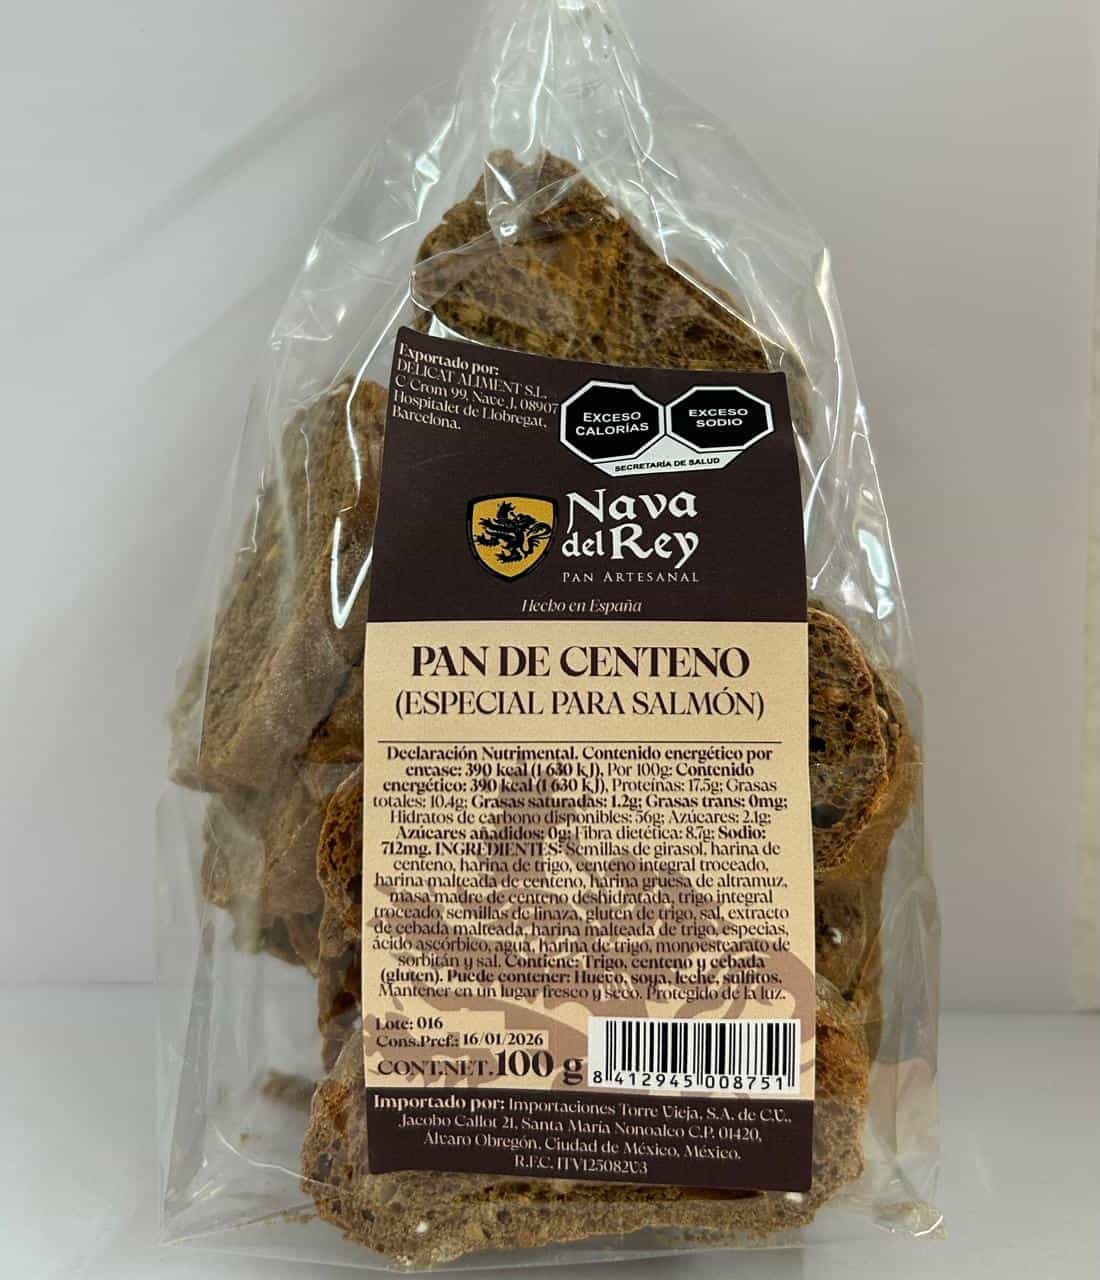 Exportado por:
DELICAT ALIMENT S.L.
C Crom 99, Nave J, 08907
Hospitalet de Llobregat,
Barcelona.
EXCESO
CALORÍAS
EXCESO
SODIO
SECRETARÍA DE SALUD
Nava
del Rey
PAN ARTESANAL
Hecho en España
PAN DE CENTENO
(ESPECIAL PARA SALMÓN)
Declaración Nutrimental. Contenido energético por
envase: 390 kcal (1 630 kJ), Por 100g: Contenido
energético: 390 kcal (1 630 kJ), Proteínas: 17.5g; Grasas
totales: 10.4g; Grasas saturadas: 1.2g; Grasas trans: 0mg;
Hidratos de carbono disponibles: 56g; Azúcares: 2.1g;
Azúcares añadidos: 0g; Fibra dietética: 8.7g; Sodio:
712mg. INGREDIENTES: Semillas de girasol, harina de
centeno, harina de trigo, centeno integral troceado,
harina malteada de centeno, harina gruesa de altramuz,
masa madre de centeno deshidratada, trigo integral
troceado, semillas de linaza, gluten de trigo, sal, extracto
de cebada malteada, harina malteada de trigo, especias,
ácido ascórbico, agua, harina de trigo, monoestearato de
sorbitán y sal. Contiene: Trigo, centeno y cebada
(gluten). Puede contener: Huevo, soya, leche, sulfitos.
Mantener en un lugar fresco y seco. Protegido de la luz.
Lote: 016
Cons.Pref.: 16/01/2026
CONT.NET. 100 g
8 412945 008751
Importado por: Importaciones Torre Vieja, S.A. de C.V.,
Jacobo Callot 21, Santa María Nonoalco C.P. 01420,
Álvaro Obregón, Ciudad de México, México.
R.F.C. ITV125082V3